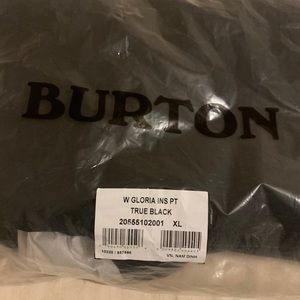 BURTON
W GLORIA INS PT
TRUE BLACK
20555102001 XL
VN, NAM DINH